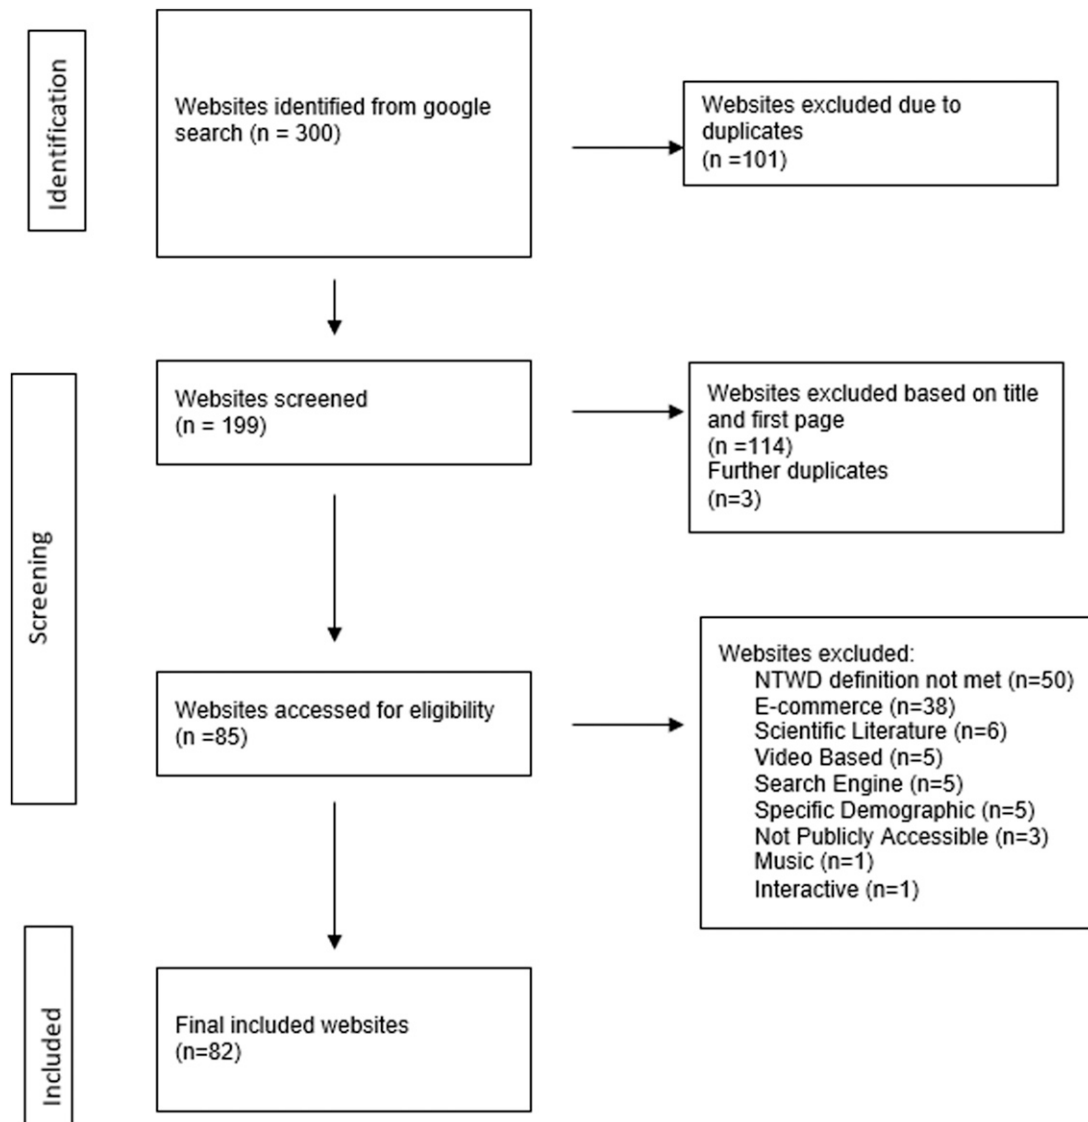 Identification
Websites identified from google
search (n = 300)
Websites excluded due to
duplicates
(n =101)
Screening
Websites screened
(n = 199)
Websites excluded based on title
and first page
(n =114)
Further duplicates
(n=3)
Websites accessed for eligibility
(n =85)
Websites excluded:
NTWD definition not met (n=50)
E-commerce (n=38)
Scientific Literature (n=6)
Video Based (n=5)
Search Engine (n=5)
Specific Demographic (n=5)
Not Publicly Accessible (n=3)
Music (n=1)
Interactive (n=1)
Included
Final included websites
(n=82)